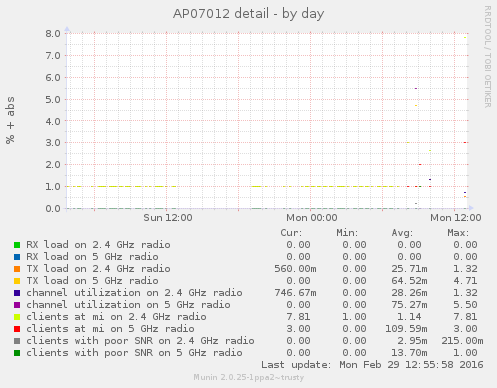 AP07012 detail - by day
RRDTOOL / TOBI OETIKER
% + abs
8.0
7.0
6.0
5.0
4.0
3.0
2.0
1.0
0.0
Sun 12:00 Mon 00:00 Mon 12:00
Cur: Min: Avg: Max:
RX load on 2.4 GHz radio 0.00 0.00 0.00 0.00
RX load on 5 GHz radio 0.00 0.00 0.00 0.00
TX load on 2.4 GHz radio 560.00m 0.00 25.71m 1.32
TX load on 5 GHz radio 0.00 0.00 64.52m 4.71
channel utilization on 2.4 GHz radio 746.67m 0.00 28.26m 1.32
channel utilization on 5 GHz radio 0.00 0.00 75.27m 5.50
clients at mi on 2.4 GHz radio 7.81 1.00 1.14 7.81
clients at mi on 5 GHz radio 3.00 0.00 109.59m 3.00
clients with poor SNR on 2.4 GHz radio 0.00 0.00 2.95m 215.00m
clients with poor SNR on 5 GHz radio 0.00 0.00 13.70m 1.00
Last update: Mon Feb 29 12:55:58 2016
Munin 2.0.25-1ppa2~trusty